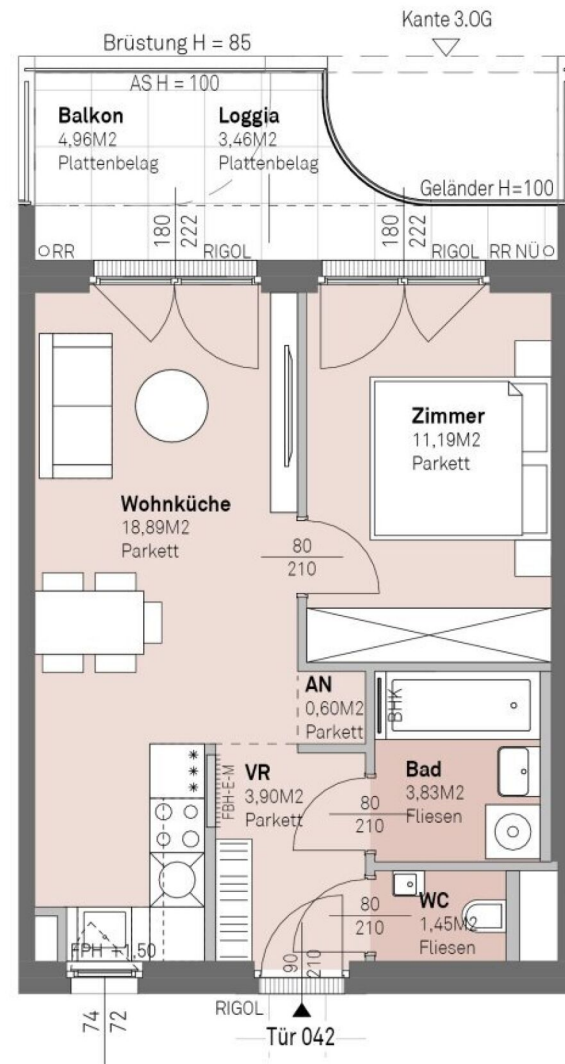 Kante 3.OG
Brüstung H = 85
AS H = 100
Balkon
4,96M2
Plattenbelag
Loggia
3,46M2
Plattenbelag
Geländer H=100
180
222
180
222
RR
RIGOL
RIGOL
RR NÜ
Zimmer
11,19M2
Parkett
Wohnküche
18,89M2
Parkett
80
210
AN
0,60M2
Parkett
BHK
VR
3,90M2
Parkett
FBH-E-M
Bad
3,83M2
Fliesen
80
210
WC
1,45M2
Fliesen
80
210
FPH +1,50
90
210
74
72
RIGOL
Tür 042